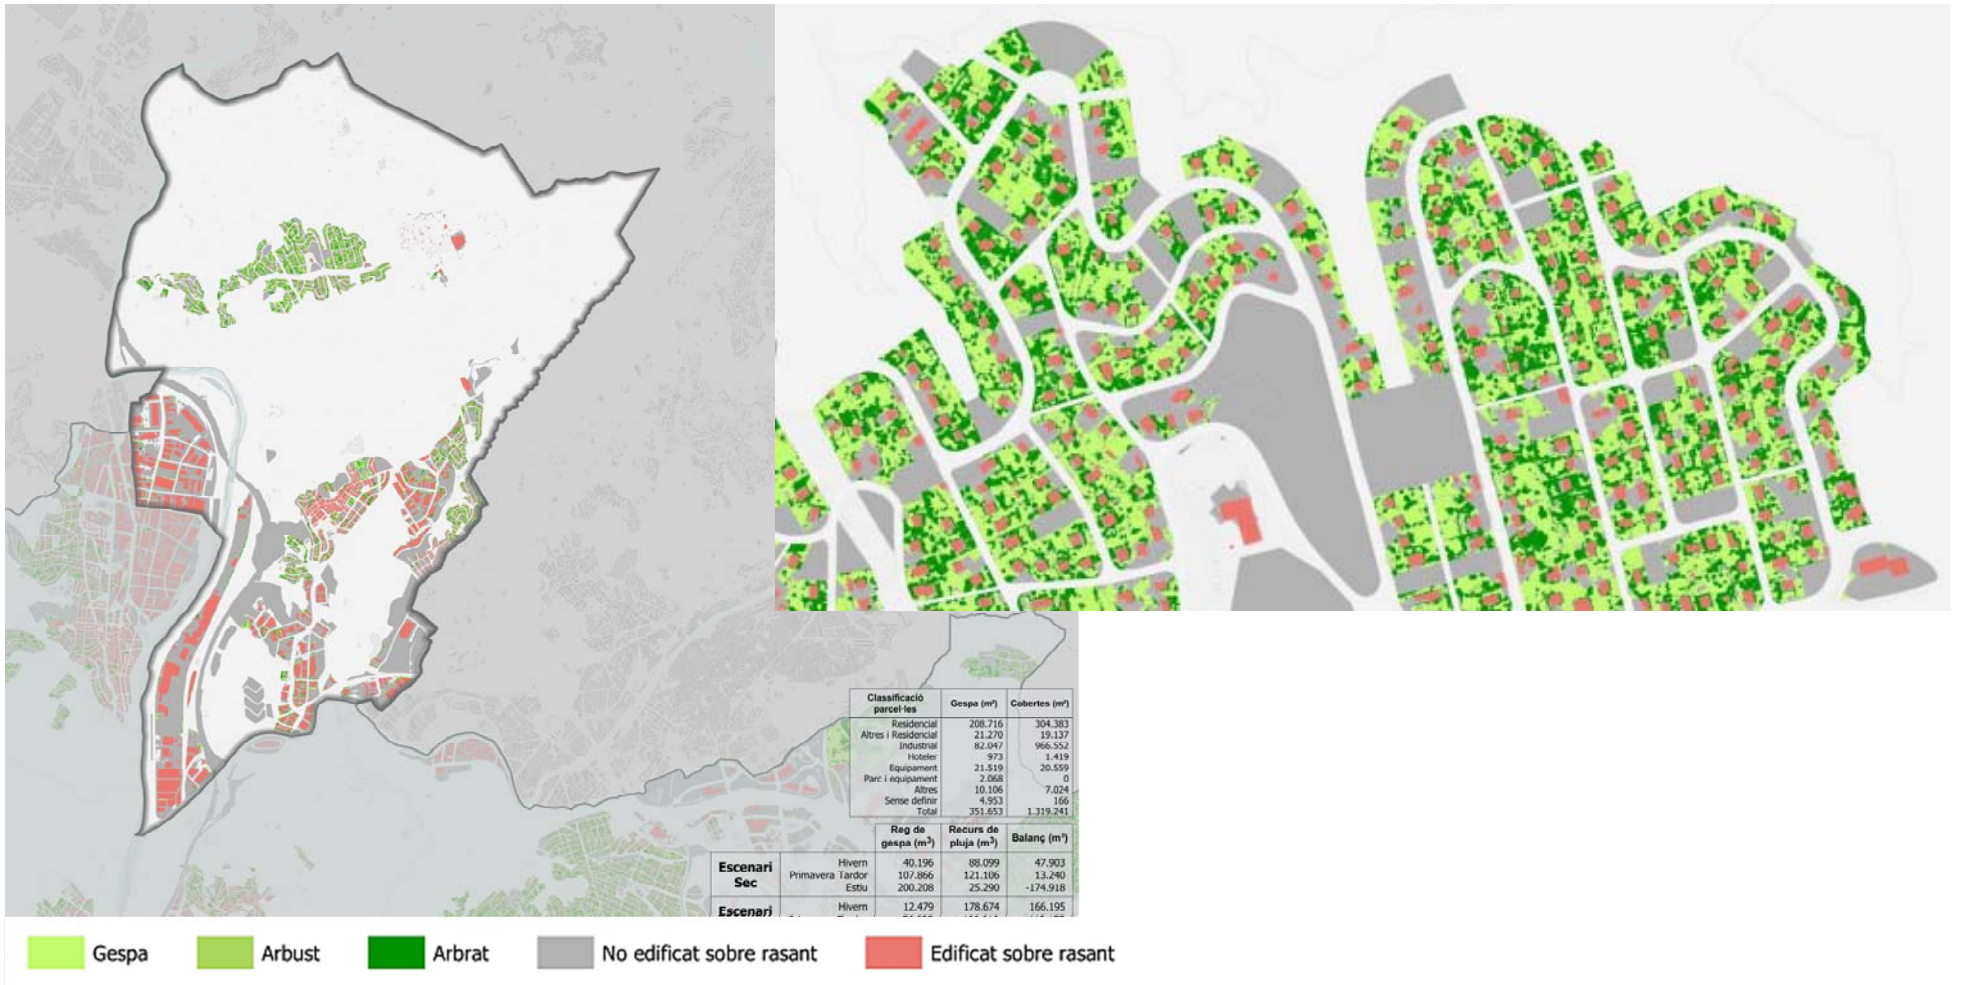 Classificació parcel·les Gespa (m²) Cobertes (m²)
Residencial 208.716 304.383
Altres i Residencial 21.270 19.137
Industrial 82.047 966.552
Hoteler 973 1.419
Equipament 21.519 20.559
Parc i equipament 2.068 0
Altres 10.106 7.024
Sense definir 4.953 166
Total 351.653 1.319.241
Reg de gespa (m³) Recurs de pluja (m³) Balanç (m³)
Escenari Sec
Hivern 40.196 88.099 47.903
Primavera Tardor 107.866 121.106 13.240
Estiu 200.208 25.290 -174.918
Escenari Hivern 12.479 178.674 166.195
Gespa Arbust Arbrat No edificat sobre rasant Edificat sobre rasant